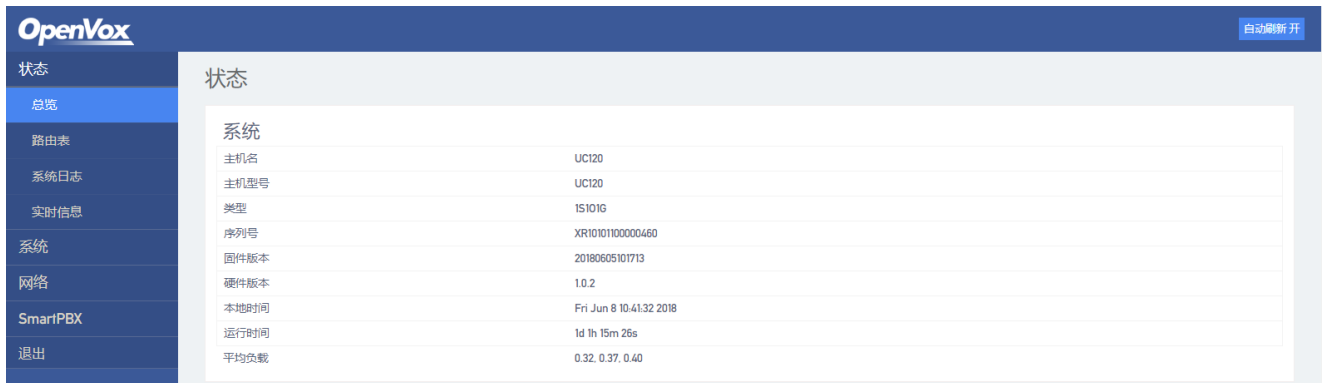 OpenVox
自动刷新 开
状态
总览
路由表
系统日志
实时信息
系统
网络
SmartPBX
退出
状态
系统
主机名 UC120
主机型号 UC120
类型 1S1O1G
序列号 XR10101100000460
固件版本 20180605101713
硬件版本 1.0.2
本地时间 Fri Jun 8 10:41:32 2018
运行时间 1d 1h 15m 26s
平均负载 0.32, 0.37, 0.40